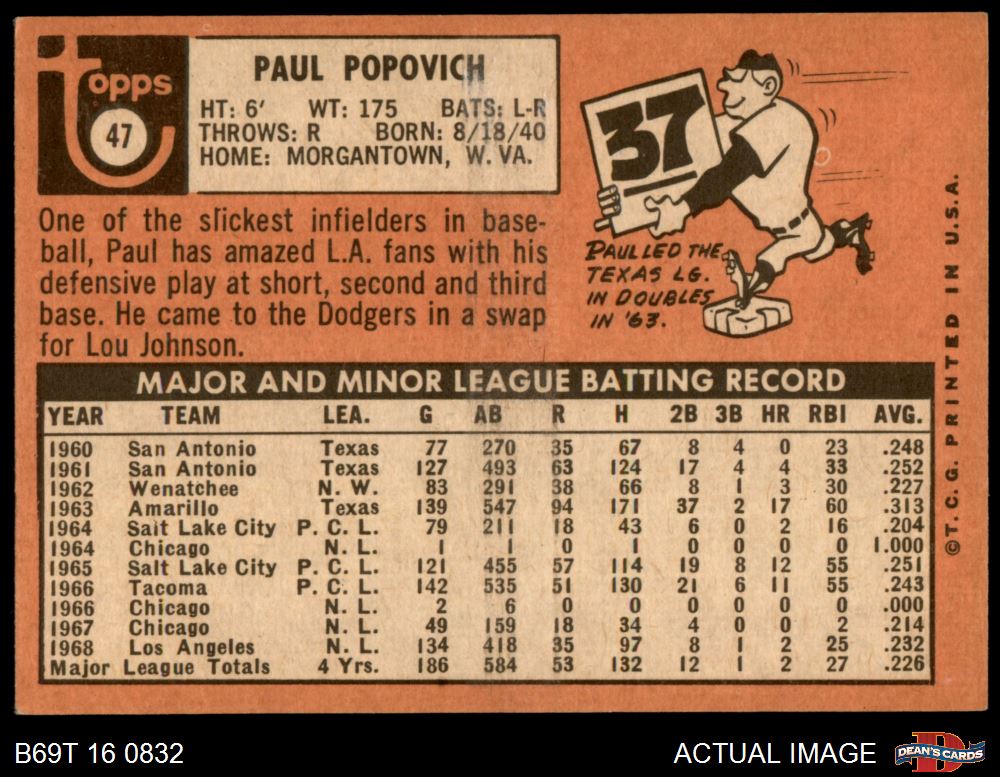 Topps
47
PAUL POPOVICH
HT: 6' WT: 175 BATS: L-R
THROWS: R BORN: 8/18/40
HOME: MORGANTOWN, W. VA.
One of the slickest infielders in base-
ball, Paul has amazed L.A. fans with his
defensive play at short, second and third
base. He came to the Dodgers in a swap
for Lou Johnson.
37
PAUL LED THE
TEXAS LG.
IN DOUBLES
IN '63.
MAJOR AND MINOR LEAGUE BATTING RECORD
YEAR TEAM LEA. G AB R H 2B 3B HR RBI AVG.
1960 San Antonio Texas 77 270 35 67 8 4 0 23 .248
1961 San Antonio Texas 127 493 63 124 17 4 4 33 .252
1962 Wenatchee N. W. 83 291 38 66 8 1 3 30 .227
1963 Amarillo Texas 139 547 94 171 37 2 17 60 .313
1964 Salt Lake City P. C. L. 79 211 18 43 6 0 2 16 .204
1964 Chicago N. L. 1 1 0 1 0 0 0 0 1.000
1965 Salt Lake City P. C. L. 121 455 57 114 19 8 12 55 .251
1966 Tacoma P. C. L. 142 535 51 130 21 6 11 55 .243
1966 Chicago N. L. 2 6 0 0 0 0 0 0 .000
1967 Chicago N. L. 49 159 18 34 4 0 0 2 .214
1968 Los Angeles N. L. 134 418 35 97 8 1 2 25 .232
Major League Totals 4 Yrs. 186 584 53 132 12 1 2 27 .226
©T.C.G. PRINTED IN U.S.A.
B69T 16 0832
ACTUAL IMAGE
DEAN'S CARDS